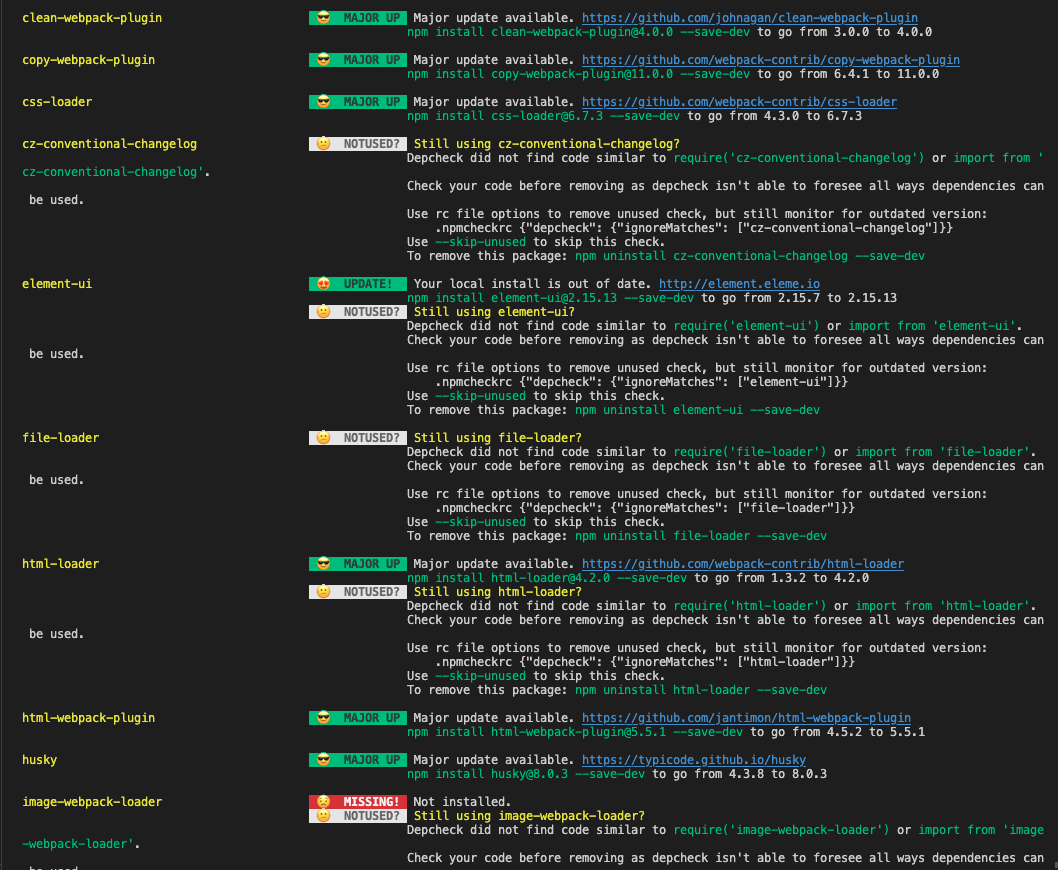 clean-webpack-plugin 😎 MAJOR UP Major update available. https://github.com/johnagan/clean-webpack-plugin
npm install clean-webpack-plugin@4.0.0 --save-dev to go from 3.0.0 to 4.0.0
copy-webpack-plugin 😎 MAJOR UP Major update available. https://github.com/webpack-contrib/copy-webpack-plugin
npm install copy-webpack-plugin@11.0.0 --save-dev to go from 6.4.1 to 11.0.0
css-loader 😎 MAJOR UP Major update available. https://github.com/webpack-contrib/css-loader
npm install css-loader@6.7.3 --save-dev to go from 4.3.0 to 6.7.3
cz-conventional-changelog 😕 NOTUSED? Still using cz-conventional-changelog?
Depcheck did not find code similar to require('cz-conventional-changelog') or import from '
cz-conventional-changelog'.
Check your code before removing as depcheck isn't able to foresee all ways dependencies can
be used.
Use rc file options to remove unused check, but still monitor for outdated version:
.npmcheckrc {"depcheck": {"ignoreMatches": ["cz-conventional-changelog"]}}
Use --skip-unused to skip this check.
To remove this package: npm uninstall cz-conventional-changelog --save-dev
element-ui 😍 UPDATE! Your local install is out of date. http://element.eleme.io
npm install element-ui@2.15.13 --save-dev to go from 2.15.7 to 2.15.13
😕 NOTUSED? Still using element-ui?
Depcheck did not find code similar to require('element-ui') or import from 'element-ui'.
Check your code before removing as depcheck isn't able to foresee all ways dependencies can
be used.
Use rc file options to remove unused check, but still monitor for outdated version:
.npmcheckrc {"depcheck": {"ignoreMatches": ["element-ui"]}}
Use --skip-unused to skip this check.
To remove this package: npm uninstall element-ui --save-dev
file-loader 😕 NOTUSED? Still using file-loader?
Depcheck did not find code similar to require('file-loader') or import from 'file-loader'.
Check your code before removing as depcheck isn't able to foresee all ways dependencies can
be used.
Use rc file options to remove unused check, but still monitor for outdated version:
.npmcheckrc {"depcheck": {"ignoreMatches": ["file-loader"]}}
Use --skip-unused to skip this check.
To remove this package: npm uninstall file-loader --save-dev
html-loader 😎 MAJOR UP Major update available. https://github.com/webpack-contrib/html-loader
npm install html-loader@4.2.0 --save-dev to go from 1.3.2 to 4.2.0
😕 NOTUSED? Still using html-loader?
Depcheck did not find code similar to require('html-loader') or import from 'html-loader'.
Check your code before removing as depcheck isn't able to foresee all ways dependencies can
be used.
Use rc file options to remove unused check, but still monitor for outdated version:
.npmcheckrc {"depcheck": {"ignoreMatches": ["html-loader"]}}
Use --skip-unused to skip this check.
To remove this package: npm uninstall html-loader --save-dev
html-webpack-plugin 😎 MAJOR UP Major update available. https://github.com/jantimon/html-webpack-plugin
npm install html-webpack-plugin@5.5.1 --save-dev to go from 4.5.2 to 5.5.1
husky 😎 MAJOR UP Major update available. https://typicode.github.io/husky
npm install husky@8.0.3 --save-dev to go from 4.3.8 to 8.0.3
image-webpack-loader 😣 MISSING! Not installed.
😕 NOTUSED? Still using image-webpack-loader?
Depcheck did not find code similar to require('image-webpack-loader') or import from 'image
-webpack-loader'.
Check your code before removing as depcheck isn't able to foresee all ways dependencies can
be used.